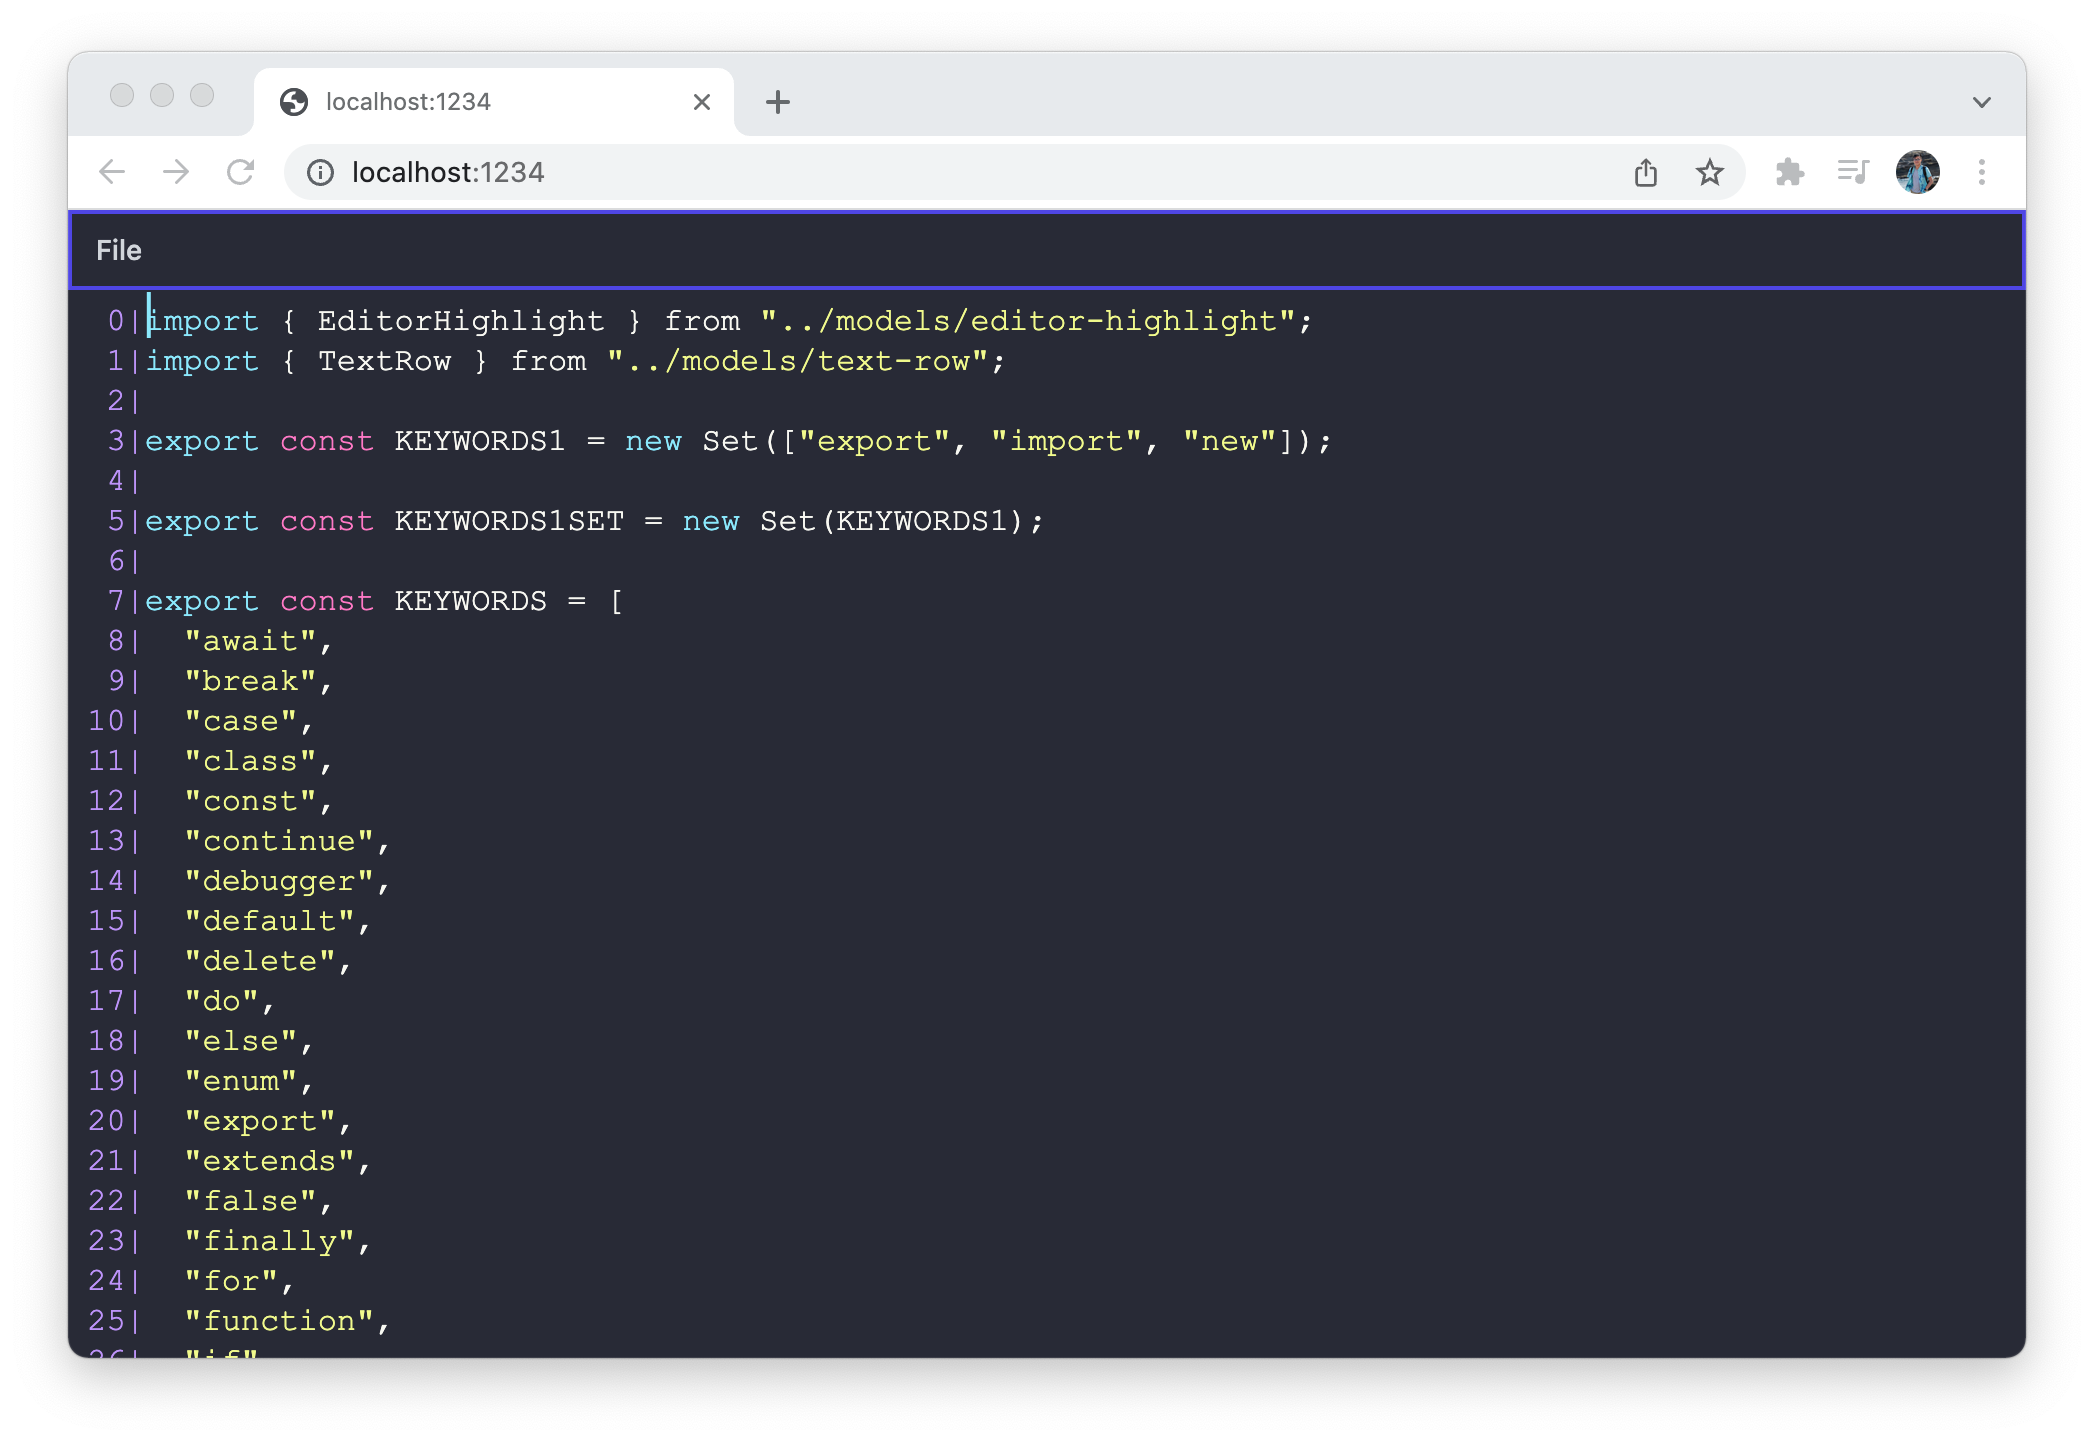 localhost:1234
localhost:1234
File
0|import { EditorHighlight } from "../models/editor-highlight";
1|import { TextRow } from "../models/text-row";
2|
3|export const KEYWORDS1 = new Set(["export", "import", "new"]);
4|
5|export const KEYWORDS1SET = new Set(KEYWORDS1);
6|
7|export const KEYWORDS = [
8|  "await",
9|  "break",
10|  "case",
11|  "class",
12|  "const",
13|  "continue",
14|  "debugger",
15|  "default",
16|  "delete",
17|  "do",
18|  "else",
19|  "enum",
20|  "export",
21|  "extends",
22|  "false",
23|  "finally",
24|  "for",
25|  "function",
26|  "if"